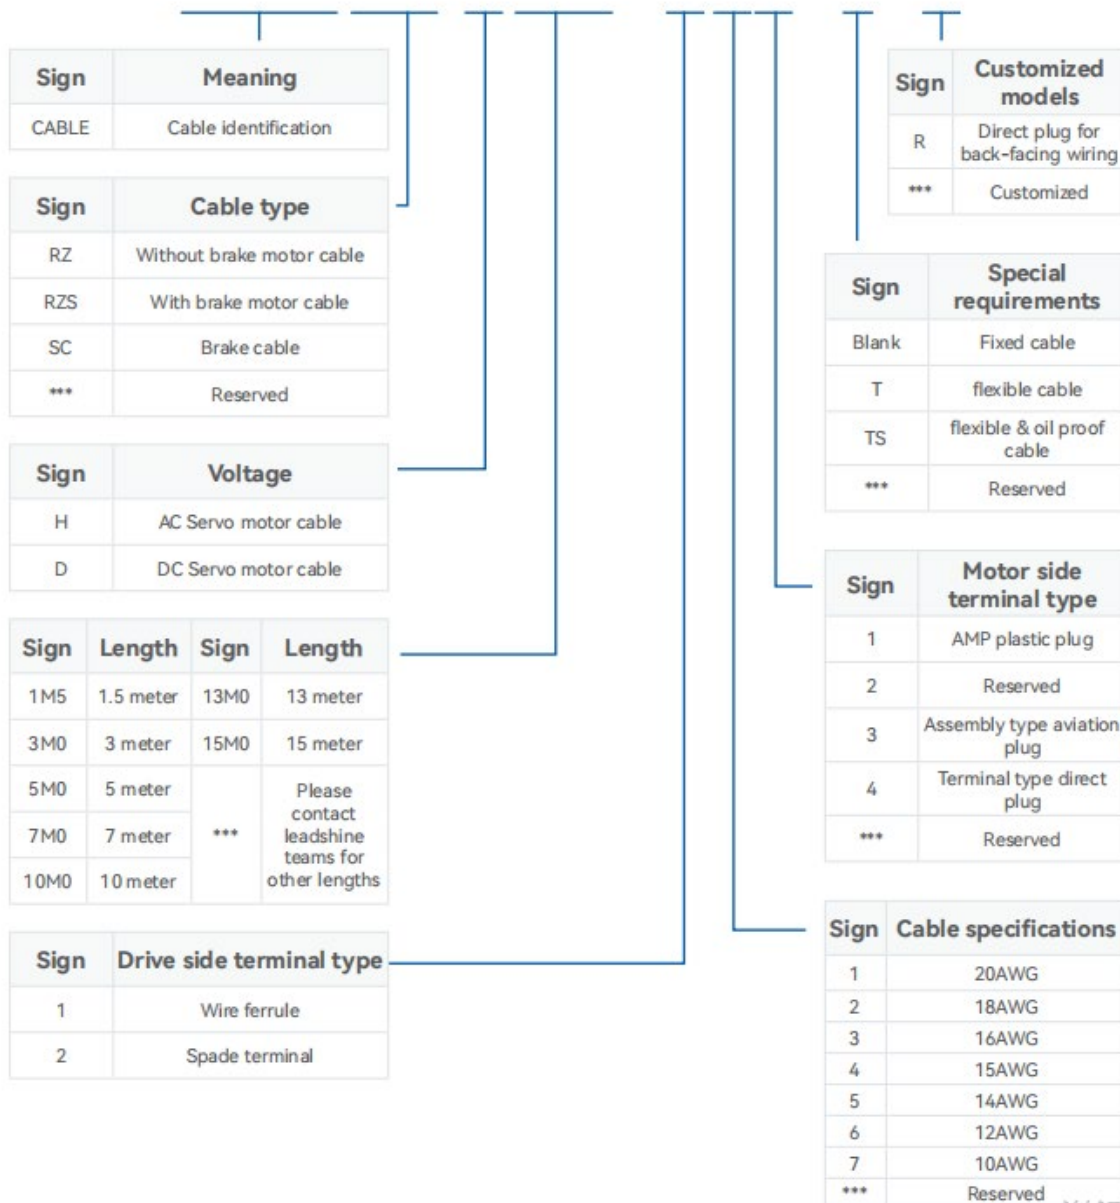 Sign Meaning
CABLE Cable identification
Sign Cable type
RZ Without brake motor cable
RZS With brake motor cable
SC Brake cable
*** Reserved
Sign Voltage
H AC Servo motor cable
D DC Servo motor cable
Sign Length Sign Length
1M5 1.5 meter 13M0 13 meter
3M0 3 meter 15M0 15 meter
5M0 5 meter
7M0 7 meter
10M0 10 meter
***
Please
contact
leadshine
teams for
other lengths
Sign Drive side terminal type
1 Wire ferrule
2 Spade terminal
Sign Customized
models
R Direct plug for
back-facing wiring
*** Customized
Sign Special
requirements
Blank Fixed cable
T flexible cable
TS flexible & oil proof
cable
*** Reserved
Sign Motor side
terminal type
1 AMP plastic plug
2 Reserved
3 Assembly type aviation
plug
4 Terminal type direct
plug
*** Reserved
Sign Cable specifications
1 20AWG
2 18AWG
3 16AWG
4 15AWG
5 14AWG
6 12AWG
7 10AWG
*** Reserved